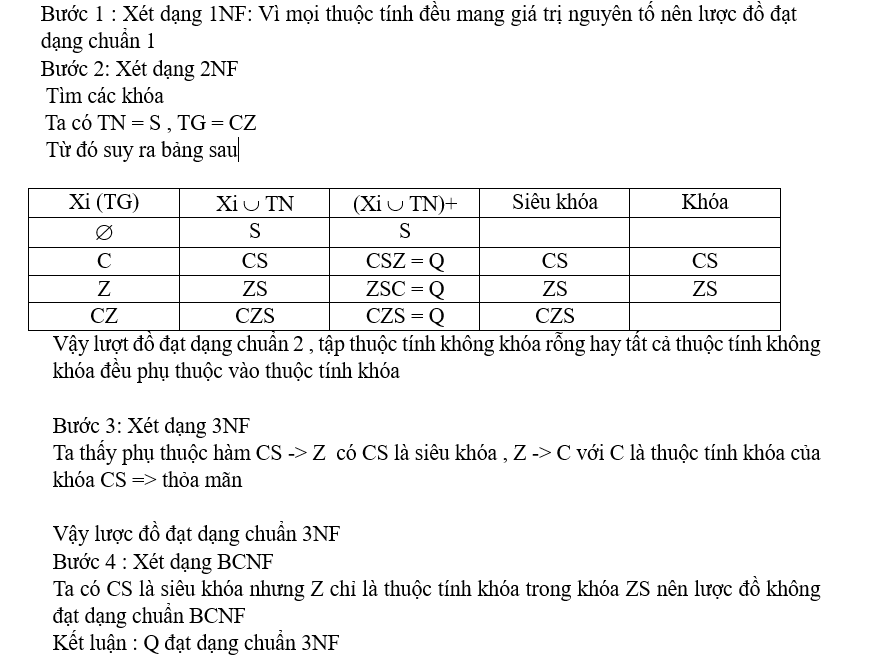 Bước 1 : Xét dạng 1NF: Vì mọi thuộc tính đều mang giá trị nguyên tố nên lược đồ đạt
dạng chuẩn 1
Bước 2: Xét dạng 2NF
Tìm các khóa
Ta có TN = S , TG = CZ
Từ đó suy ra bảng sau
Xi (TG) Xi ∪ TN (Xi ∪ TN)+ Siêu khóa Khóa
∅ S S
C CS CSZ = Q CS CS
Z ZS ZSC = Q ZS ZS
CZ CZS CZS = Q CZS
Vậy lượt đồ đạt dạng chuẩn 2 , tập thuộc tính không khóa rỗng hay tất cả thuộc tính không
khóa đều phụ thuộc vào thuộc tính khóa
Bước 3: Xét dạng 3NF
Ta thấy phụ thuộc hàm CS -> Z có CS là siêu khóa , Z -> C với C là thuộc tính khóa của
khóa CS => thỏa mãn
Vậy lược đồ đạt dạng chuẩn 3NF
Bước 4 : Xét dạng BCNF
Ta có CS là siêu khóa nhưng Z chỉ là thuộc tính khóa trong khóa ZS nên lược đồ không
đạt dạng chuẩn BCNF
Kết luận : Q đạt dạng chuẩn 3NF